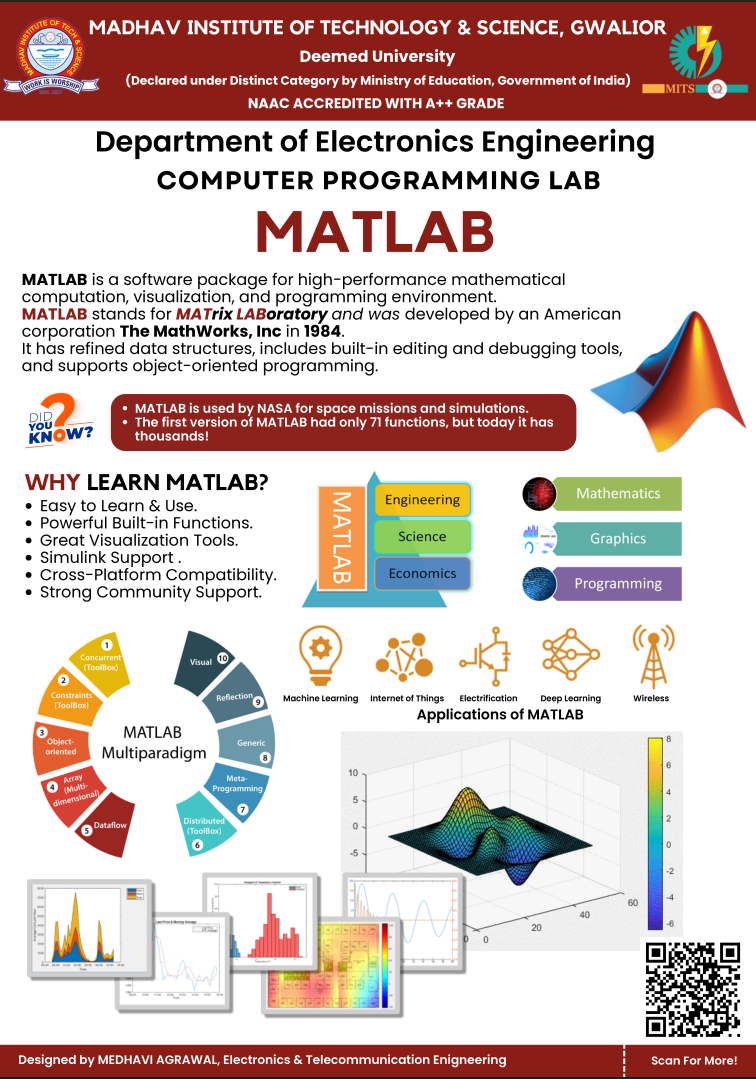 MADHAV INSTITUTE OF TECHNOLOGY & SCIENCE, GWALIOR
Deemed University
(Declared under Distinct Category by Ministry of Education, Government of India)
NAAC ACCREDITED WITH A++ GRADE
MADHAV INSTITUTE OF TECH & SCIENCE
WORK IS WORSHIP
MITS
Department of Electronics Engineering
COMPUTER PROGRAMMING LAB
MATLAB
MATLAB is a software package for high-performance mathematical
computation, visualization, and programming environment.
MATLAB stands for MATrix LABoratory and was developed by an American
corporation The MathWorks, Inc in 1984.
It has refined data structures, includes built-in editing and debugging tools,
and supports object-oriented programming.
DID
YOU
KNOW?
• MATLAB is used by NASA for space missions and simulations.
• The first version of MATLAB had only 71 functions, but today it has
thousands!
WHY LEARN MATLAB?
• Easy to Learn & Use.
• Powerful Built-in Functions.
• Great Visualization Tools.
• Simulink Support .
• Cross-Platform Compatibility.
• Strong Community Support.
MATLAB
Engineering
Science
Economics
Mathematics
Graphics
Programming
1
Concurrent
(ToolBox)
2
Constraints
(ToolBox)
3
Object-
oriented
4
Array
(Multi-
dimensional)
5 Dataflow
MATLAB
Multiparadigm
Visual 10
Reflection 9
Generic
8
Meta-
Programming
7
Distributed
(ToolBox)
6
Machine Learning
Internet of Things
Electrification
Deep Learning
Wireless
Applications of MATLAB
10
5
0
-5
0
0
20
40
60
8
6
4
2
0
-2
-4
-6
Designed by MEDHAVI AGRAWAL, Electronics & Telecommunication Enigneering
Scan For More!